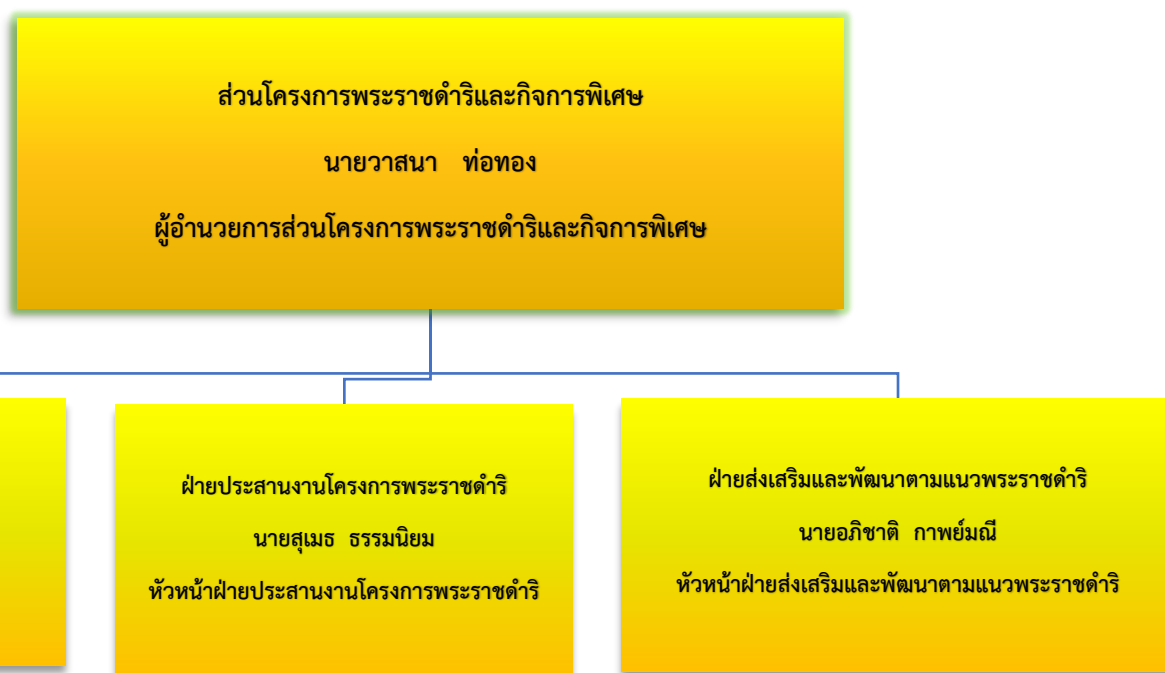 ส่วนโครงการพระราชดำริและกิจการพิเศษ
นายวาสนา ท่อทอง
ผู้อำนวยการส่วนโครงการพระราชดำริและกิจการพิเศษ
ฝ่ายประสานงานโครงการพระราชดำริ
นายสุเมธ ธรรมนิยม
หัวหน้าฝ่ายประสานงานโครงการพระราชดำริ
ฝ่ายส่งเสริมและพัฒนาตามแนวพระราชดำริ
นายอภิชาติ กาพย์มณี
หัวหน้าฝ่ายส่งเสริมและพัฒนาตามแนวพระราชดำริ